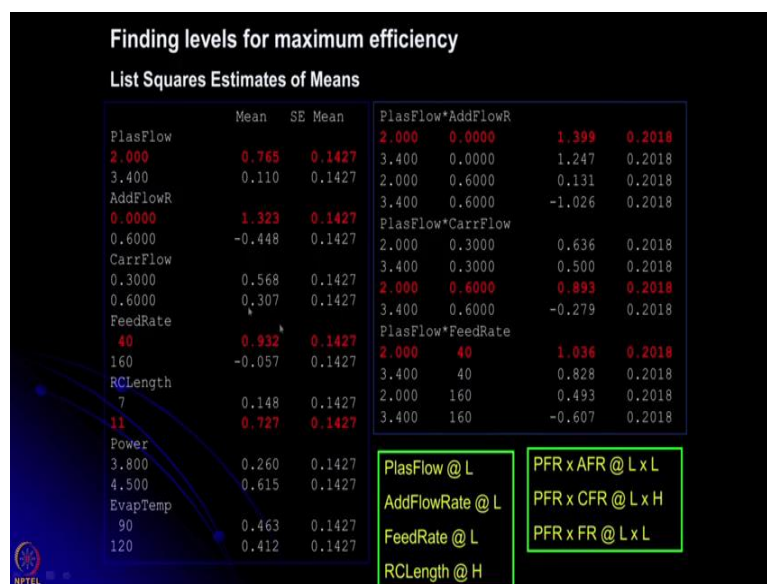 Finding levels for maximum efficiency
List Squares Estimates of Means
Mean SE Mean
PlasFlow
2.000 0.765 0.1427
3.400 0.110 0.1427
AddFlowR
0.0000 1.323 0.1427
0.6000 -0.448 0.1427
CarrFlow
0.3000 0.568 0.1427
0.6000 0.307 0.1427
FeedRate
40 0.932 0.1427
160 -0.057 0.1427
RCLength
7 0.148 0.1427
11 0.727 0.1427
Power
3.800 0.260 0.1427
4.500 0.615 0.1427
EvapTemp
90 0.463 0.1427
120 0.412 0.1427
PlasFlow*AddFlowR
2.000 0.0000 1.399 0.2018
3.400 0.0000 1.247 0.2018
2.000 0.6000 0.131 0.2018
3.400 0.6000 -1.026 0.2018
PlasFlow*CarrFlow
2.000 0.3000 0.636 0.2018
3.400 0.3000 0.500 0.2018
2.000 0.6000 0.893 0.2018
3.400 0.6000 -0.279 0.2018
PlasFlow*FeedRate
2.000 40 1.036 0.2018
3.400 40 0.828 0.2018
2.000 160 0.493 0.2018
3.400 160 -0.607 0.2018
PlasFlow @ L
AddFlowRate @ L
FeedRate @ L
RCLength @ H
PFR x AFR @ L x L
PFR x CFR @ L x H
PFR x FR @ L x L
NPTEL